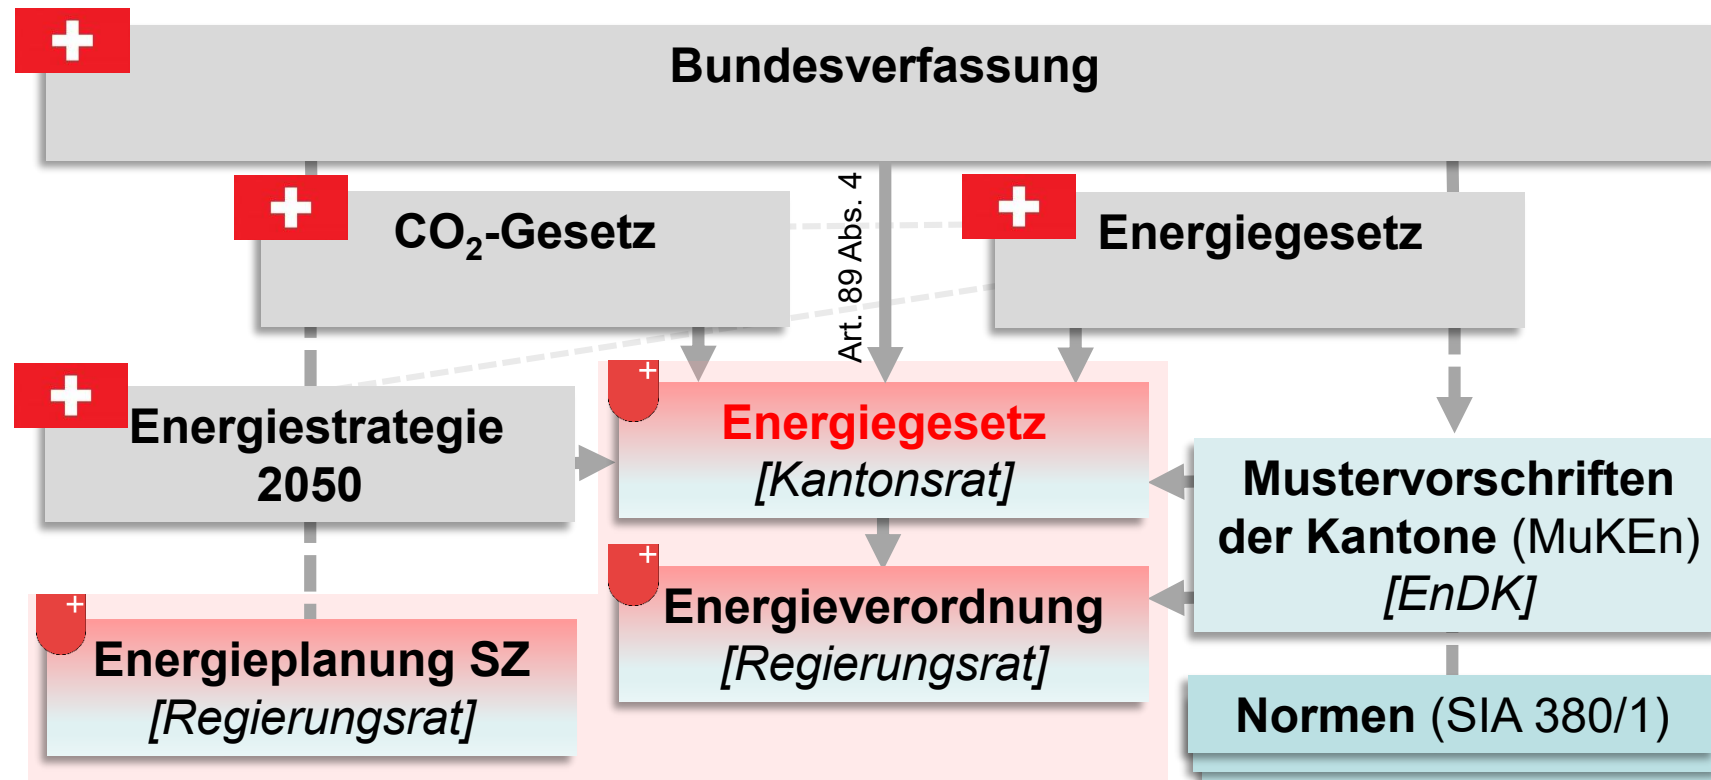 Bundesverfassung
CO₂-Gesetz
Art. 89 Abs. 4
Energiegesetz
Energiestrategie
2050
Energiegesetz
[Kantonsrat]
Mustervorschriften
der Kantone (MuKEn)
[EnDK]
Energieverordnung
[Regierungsrat]
Energieplanung SZ
[Regierungsrat]
Normen (SIA 380/1)